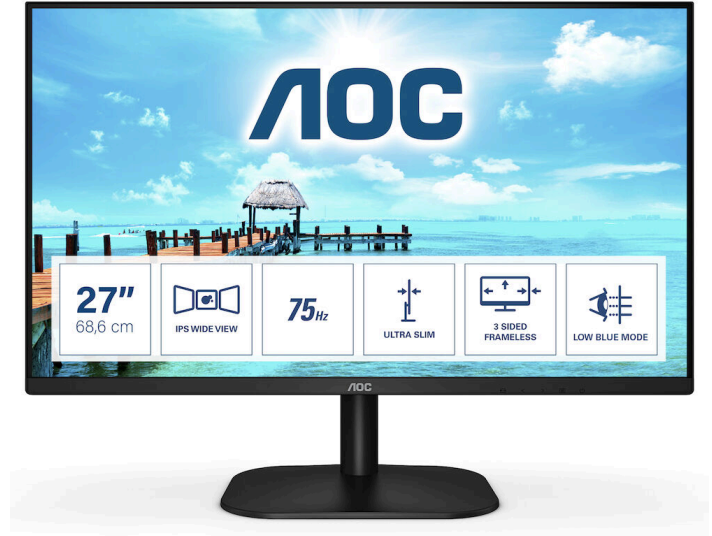 AOC
27"
68,6 cm
IPS WIDE VIEW
75Hz
ULTRA SLIM
3 SIDED
FRAMELESS
LOW BLUE MODE
AOC